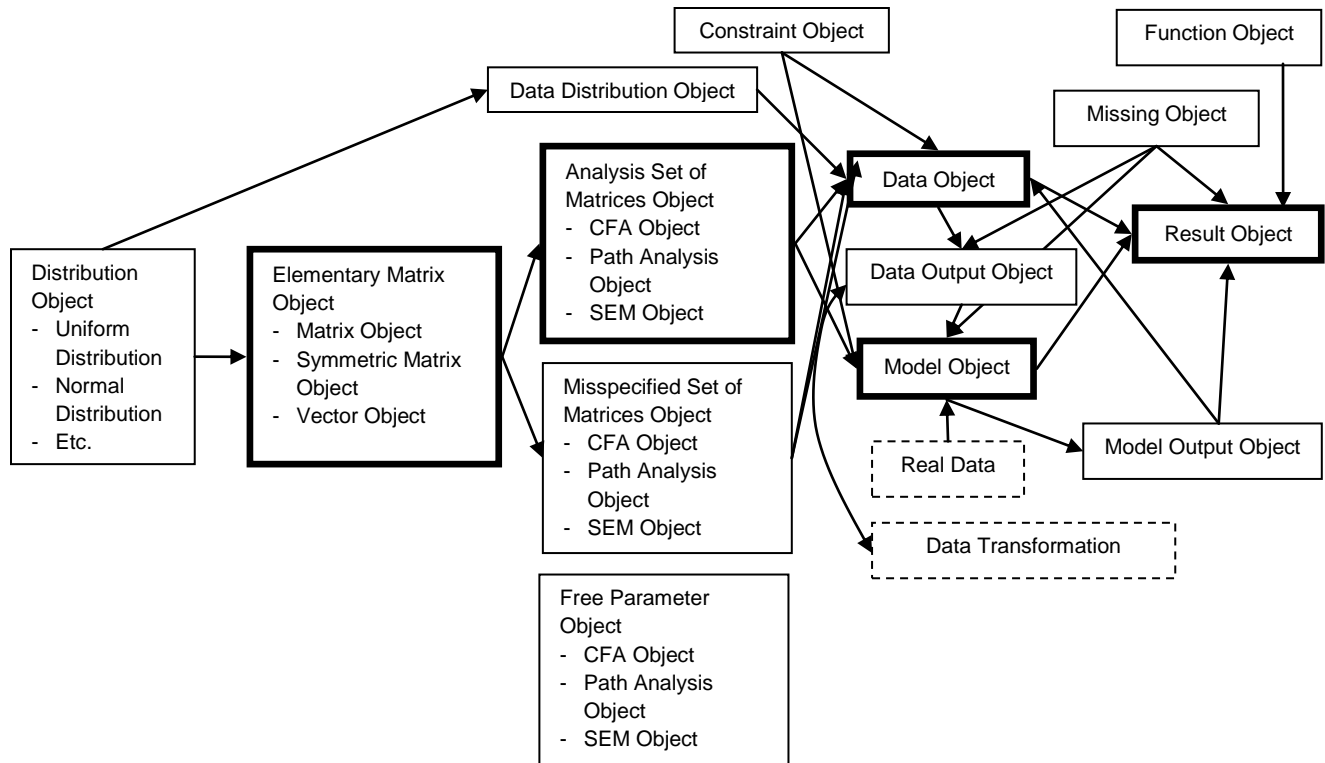 Constraint Object
Function Object
Data Distribution Object
Missing Object
Analysis Set of
Matrices Object
- CFA Object
- Path Analysis
Object
- SEM Object
Data Object
Result Object
Distribution
Object
- Uniform
Distribution
- Normal
Distribution
- Etc.
Elementary Matrix
Object
- Matrix Object
- Symmetric Matrix
Object
- Vector Object
Data Output Object
Model Object
Misspecified Set of
Matrices Object
- CFA Object
- Path Analysis
Object
- SEM Object
Real Data
Model Output Object
Data Transformation
Free Parameter
Object
- CFA Object
- Path Analysis
Object
- SEM Object